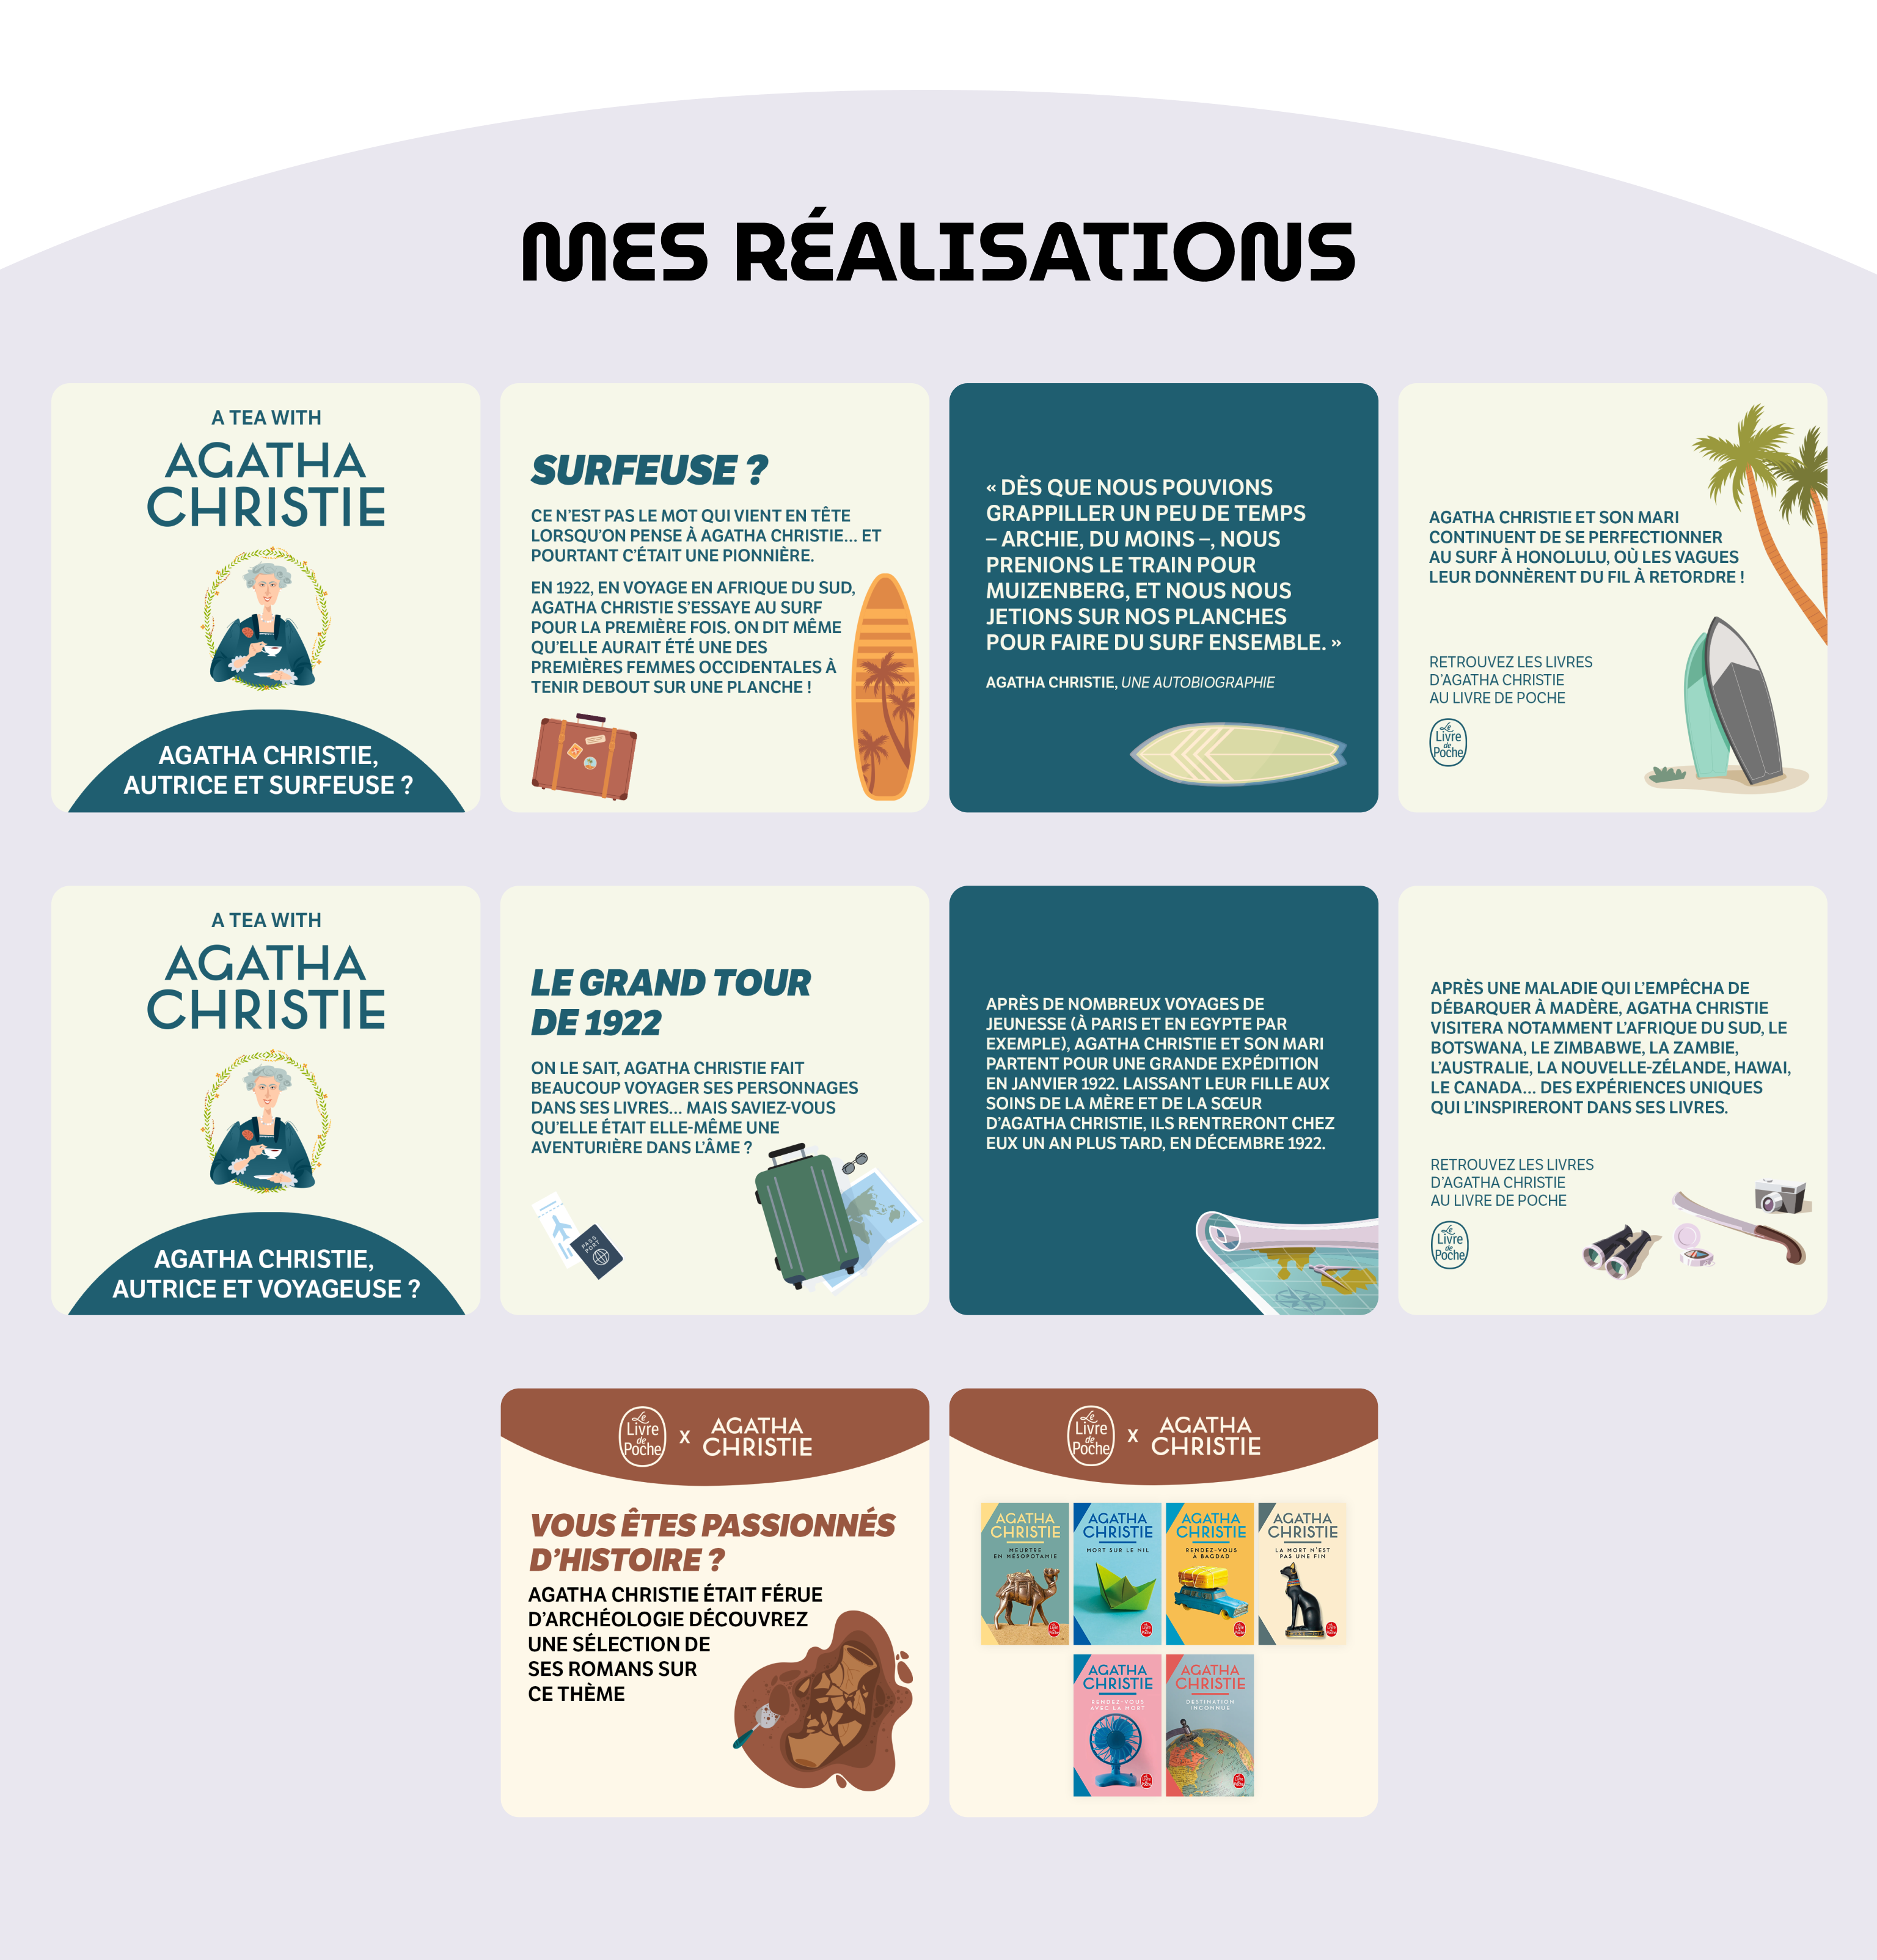 MES RÉALISATIONS
A TEA WITH
AGATHA
CHRISTIE
AGATHA CHRISTIE,
AUTRICE ET SURFEUSE ?
SURFEUSE ?
CE N'EST PAS LE MOT QUI VIENT EN TÊTE
LORSQU'ON PENSE À AGATHA CHRISTIE... ET
POURTANT C'ÉTAIT UNE PIONNIÈRE.
EN 1922, EN VOYAGE EN AFRIQUE DU SUD,
AGATHA CHRISTIE S'ESSAYE AU SURF
POUR LA PREMIÈRE FOIS. ON DIT MÊME
QU'ELLE AURAIT ÉTÉ UNE DES
PREMIÈRES FEMMES OCCIDENTALES À
TENIR DEBOUT SUR UNE PLANCHE !
« DÈS QUE NOUS POUVIONS
GRAPPILLER UN PEU DE TEMPS
– ARCHIE, DU MOINS –, NOUS
PRENIONS LE TRAIN POUR
MUIZENBERG, ET NOUS NOUS
JETIONS SUR NOS PLANCHES
POUR FAIRE DU SURF ENSEMBLE. »
AGATHA CHRISTIE, UNE AUTOBIOGRAPHIE
AGATHA CHRISTIE ET SON MARI
CONTINUENT DE SE PERFECTIONNER
AU SURF À HONOLULU, OÙ LES VAGUES
LEUR DONNÈRENT DU FIL À RETORDRE !
RETROUVEZ LES LIVRES
D'AGATHA CHRISTIE
AU LIVRE DE POCHE
Le
Livre
de
Poche
A TEA WITH
AGATHA
CHRISTIE
AGATHA CHRISTIE,
AUTRICE ET VOYAGEUSE ?
LE GRAND TOUR
DE 1922
ON LE SAIT, AGATHA CHRISTIE FAIT
BEAUCOUP VOYAGER SES PERSONNAGES
DANS SES LIVRES... MAIS SAVIEZ-VOUS
QU'ELLE ÉTAIT ELLE-MÊME UNE
AVENTURIÈRE DANS L'ÂME ?
PASS
PORT
APRÈS DE NOMBREUX VOYAGES DE
JEUNESSE (À PARIS ET EN EGYPTE PAR
EXEMPLE), AGATHA CHRISTIE ET SON MARI
PARTENT POUR UNE GRANDE EXPÉDITION
EN JANVIER 1922. LAISSANT LEUR FILLE AUX
SOINS DE LA MÈRE ET DE LA SŒUR
D'AGATHA CHRISTIE, ILS RENTRERONT CHEZ
EUX UN AN PLUS TARD, EN DÉCEMBRE 1922.
APRÈS UNE MALADIE QUI L'EMPÊCHA DE
DÉBARQUER À MADÈRE, AGATHA CHRISTIE
VISITERA NOTAMMENT L'AFRIQUE DU SUD, LE
BOTSWANA, LE ZIMBABWE, LA ZAMBIE,
L'AUSTRALIE, LA NOUVELLE-ZÉLANDE, HAWAI,
LE CANADA... DES EXPÉRIENCES UNIQUES
QUI L'INSPIRERONT DANS SES LIVRES.
RETROUVEZ LES LIVRES
D'AGATHA CHRISTIE
AU LIVRE DE POCHE
Le
Livre
de
Poche
Le
Livre
de
Poche
X
AGATHA
CHRISTIE
VOUS ÊTES PASSIONNÉS
D'HISTOIRE ?
AGATHA CHRISTIE ÉTAIT FÉRUE
D'ARCHÉOLOGIE DÉCOUVREZ
UNE SÉLECTION DE
SES ROMANS SUR
CE THÈME
Le
Livre
de
Poche
X
AGATHA
CHRISTIE
AGATHA
CHRISTIE
MEURTRE
EN MÉSOPOTAMIE
AGATHA
CHRISTIE
MORT SUR LE NIL
AGATHA
CHRISTIE
RENDEZ-VOUS
À BAGDAD
AGATHA
CHRISTIE
LA MORT N'EST
PAS UNE FIN
AGATHA
CHRISTIE
RENDEZ-VOUS
AVEC LA MORT
AGATHA
CHRISTIE
DESTINATION
INCONNUE